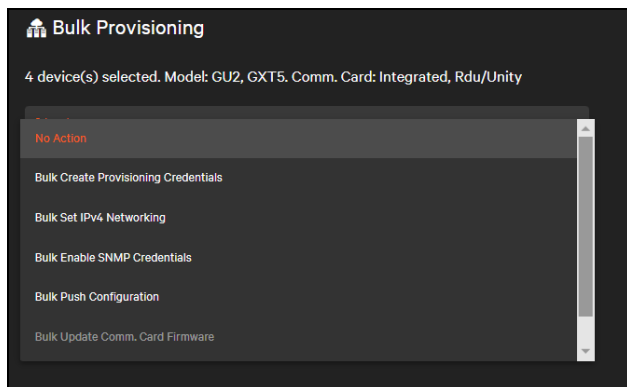 Bulk Provisioning
4 device(s) selected. Model: GU2, GXT5. Comm. Card: Integrated, Rdu/Unity
No Action
Bulk Create Provisioning Credentials
Bulk Set IPv4 Networking
Bulk Enable SNMP Credentials
Bulk Push Configuration
Bulk Update Comm. Card Firmware